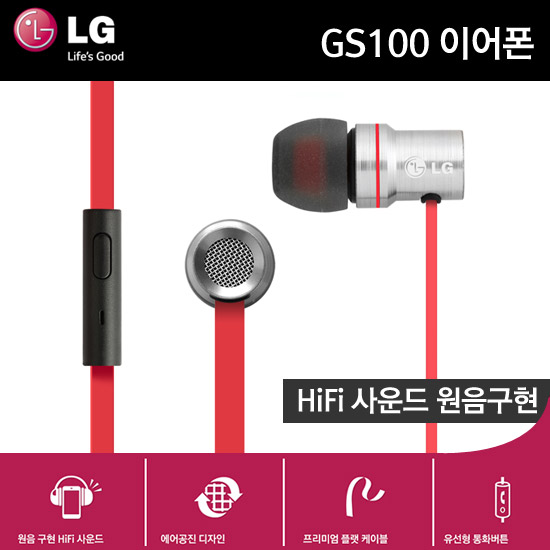 LG
Life's Good
GS100 이어폰
LG
HiFi 사운드 원음구현
원음 구현 HiFi 사운드
에어공진 디자인
프리미엄 플랫 케이블
유선형 통화버튼